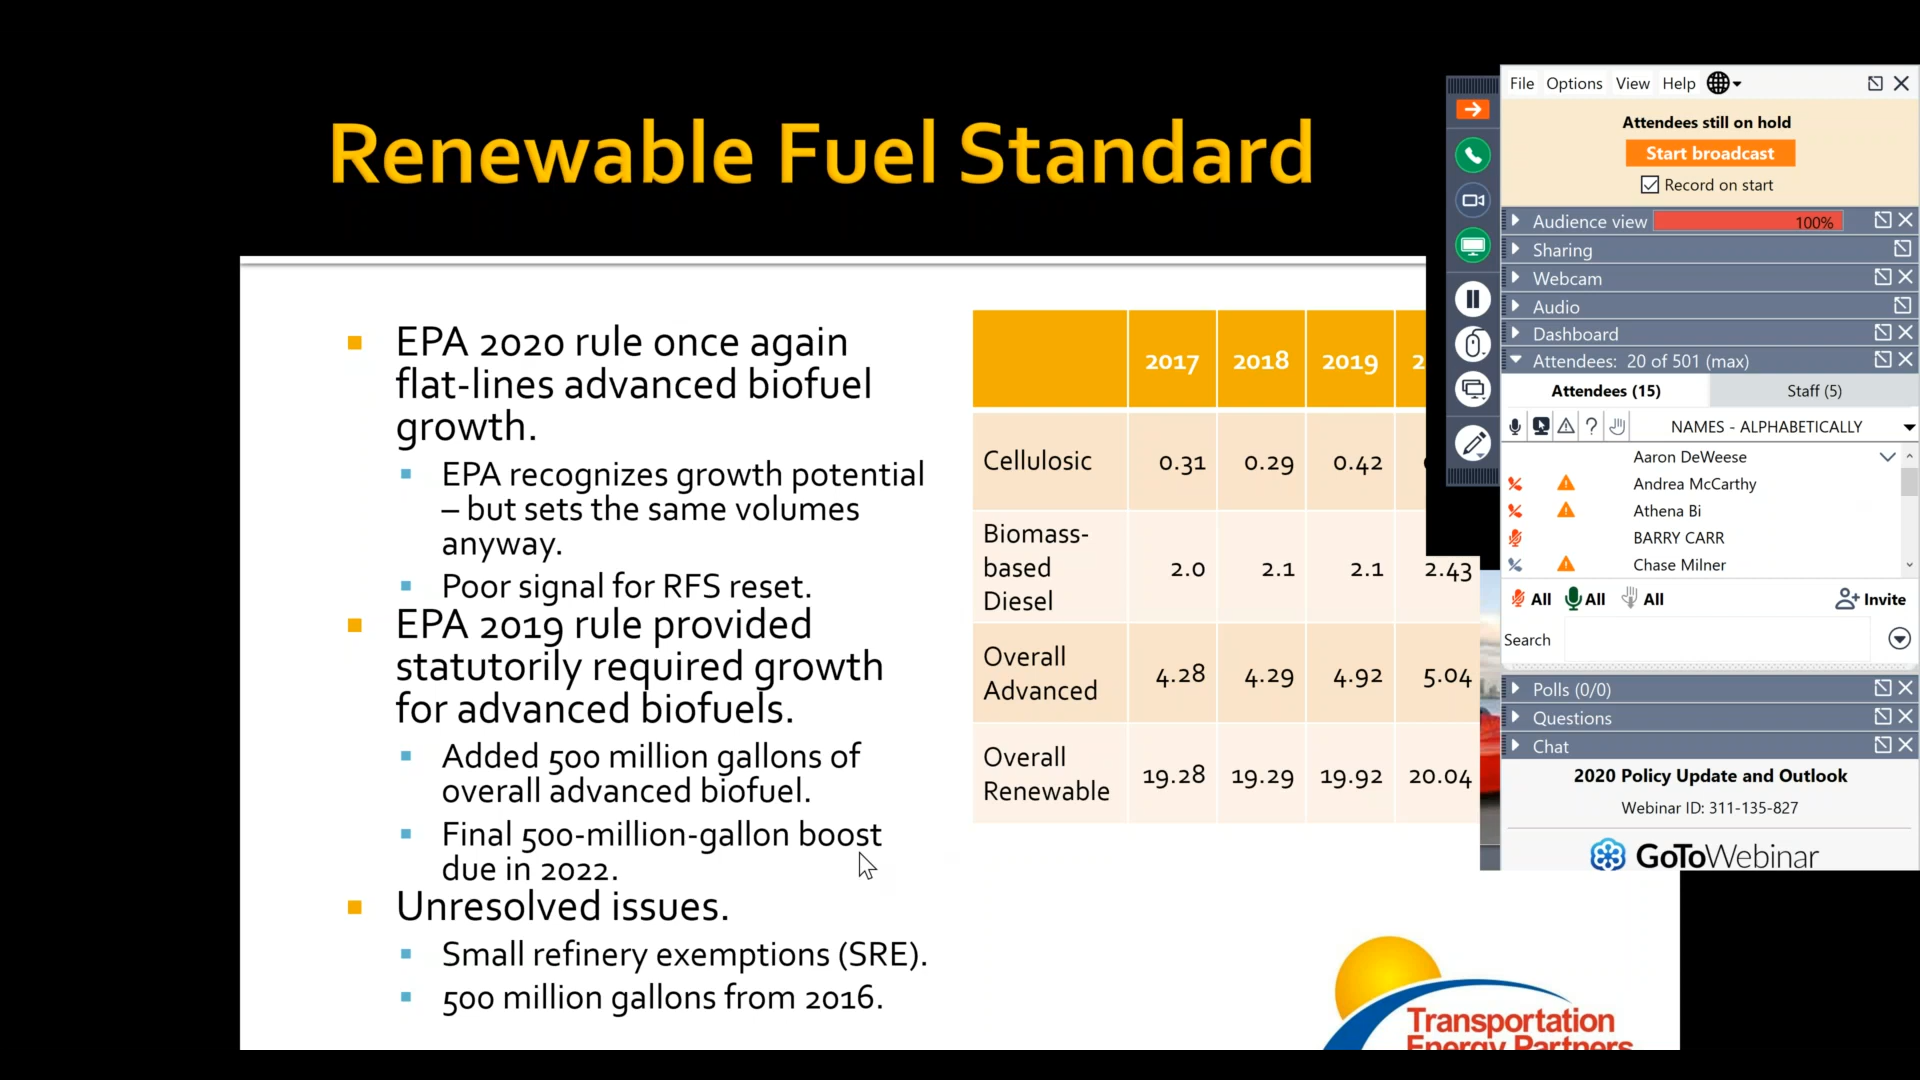 Renewable Fuel Standard
EPA 2020 rule once again
flat-lines advanced biofuel
growth.
EPA recognizes growth potential
– but sets the same volumes
anyway.
Poor signal for RFS reset.
EPA 2019 rule provided
statutorily required growth
for advanced biofuels.
Added 500 million gallons of
overall advanced biofuel.
Final 500-million-gallon boost
due in 2022.
Unresolved issues.
Small refinery exemptions (SRE).
500 million gallons from 2016.
2017 2018 2019 2
Cellulosic 0.31 0.29 0.42
Biomass-
based
Diesel
2.0 2.1 2.1 2.43
Overall
Advanced
4.28 4.29 4.92 5.04
Overall
Renewable
19.28 19.29 19.92 20.04
Transportation
Energy Partners
File Options View Help
Attendees still on hold
Start broadcast
Record on start
Audience view 100%
Sharing
Webcam
Audio
Dashboard
Attendees: 20 of 501 (max)
Attendees (15) Staff (5)
NAMES - ALPHABETICALLY
Aaron DeWeese
Andrea McCarthy
Athena Bi
BARRY CARR
Chase Milner
All All All Invite
Search
Polls (0/0)
Questions
Chat
2020 Policy Update and Outlook
Webinar ID: 311-135-827
GoToWebinar